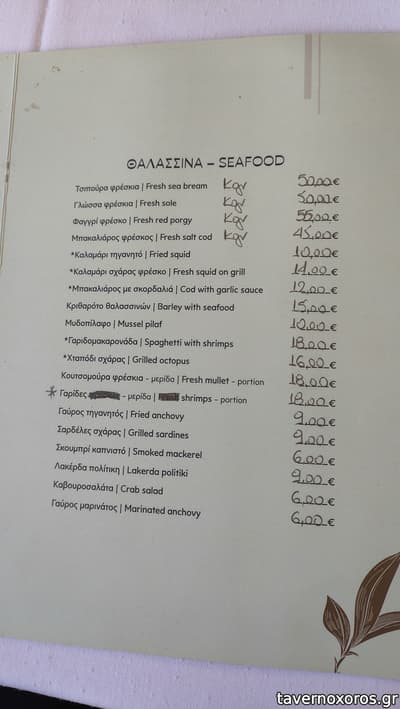 ΘΑΛΑΣΣΙΝΑ – SEAFOOD
Τσιπούρα φρέσκια | Fresh sea bream Kgr 50,00 €
Γλώσσα φρέσκια | Fresh sole Kgr 50,00 €
Φαγγρί φρέσκο | Fresh red porgy Kgr 55,00 €
Μπακαλιάρος φρέσκος | Fresh salt cod Kgr 45,00 €
*Καλαμάρι τηγανητό | Fried squid 10,00 €
*Καλαμάρι σχάρας φρέσκο | Fresh squid on grill 14,00 €
*Μπακαλιάρος με σκορδαλιά | Cod with garlic sauce 12,00 €
Κριθαρότο θαλασσινών | Barley with seafood 15,00 €
Μυδοπίλαφο | Mussel pilaf 10,00 €
*Γαριδομακαρονάδα | Spaghetti with shrimps 18,00 €
*Χταπόδι σχάρας | Grilled octopus 16,00 €
Κουτσομούρα φρέσκια – μερίδα | Fresh mullet – portion 18,00 €
* Γαρίδες – μερίδα | shrimps – portion 18,00 €
Γαύρος τηγανητός | Fried anchovy 9,00 €
Σαρδέλες σχάρας | Grilled sardines 9,00 €
Σκουμπρί καπνιστό | Smoked mackerel 6,00 €
Λακέρδα πολίτικη | Lakerda politiki 9,00 €
Καβουροσαλάτα | Crab salad 6,00 €
Γαύρος μαρινάτος | Marinated anchovy 6,00 €
tavernoxoros.gr